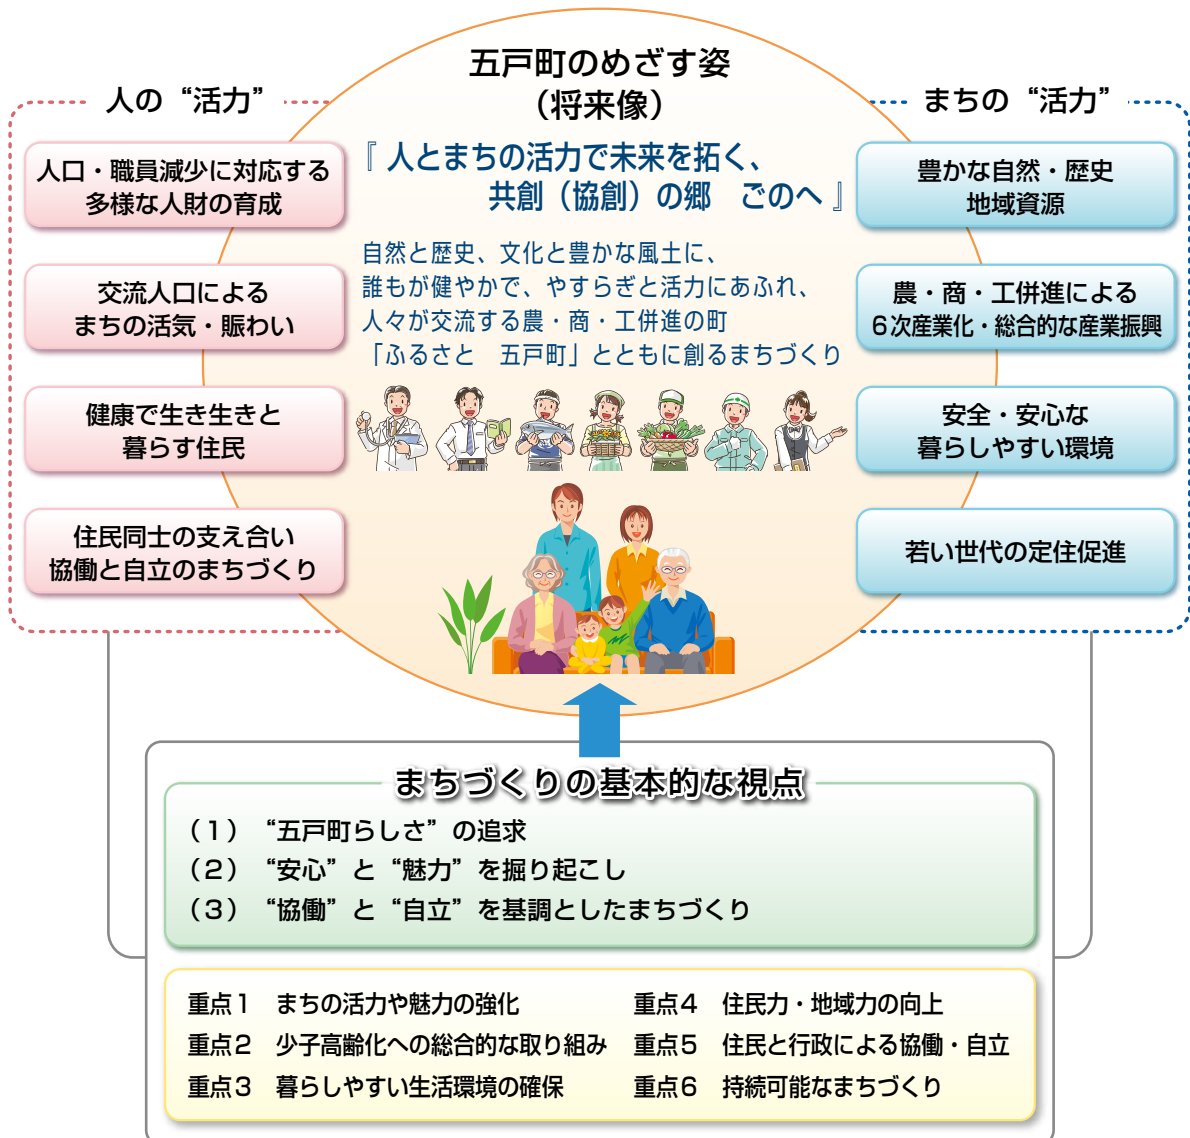 五戸町のめざす姿
（将来像）
『 人とまちの活力で未来を拓く、
共創（協創）の郷　ごのへ 』
自然と歴史、文化と豊かな風土に、
誰もが健やかで、やすらぎと活力にあふれ、
人々が交流する農・商・工併進の町
「ふるさと　五戸町」とともに創るまちづくり
人の“活力”
人口・職員減少に対応する
多様な人財の育成
交流人口による
まちの活気・賑わい
健康で生き生きと
暮らす住民
住民同士の支え合い
協働と自立のまちづくり
まちの“活力”
豊かな自然・歴史
地域資源
農・商・工併進による
６次産業化・総合的な産業振興
安全・安心な
暮らしやすい環境
若い世代の定住促進
まちづくりの基本的な視点
（１）“五戸町らしさ”の追求
（２）“安心”と“魅力”を掘り起こし
（３）“協働”と“自立”を基調としたまちづくり
重点１　まちの活力や魅力の強化
重点２　少子高齢化への総合的な取り組み
重点３　暮らしやすい生活環境の確保
重点４　住民力・地域力の向上
重点５　住民と行政による協働・自立
重点６　持続可能なまちづくり